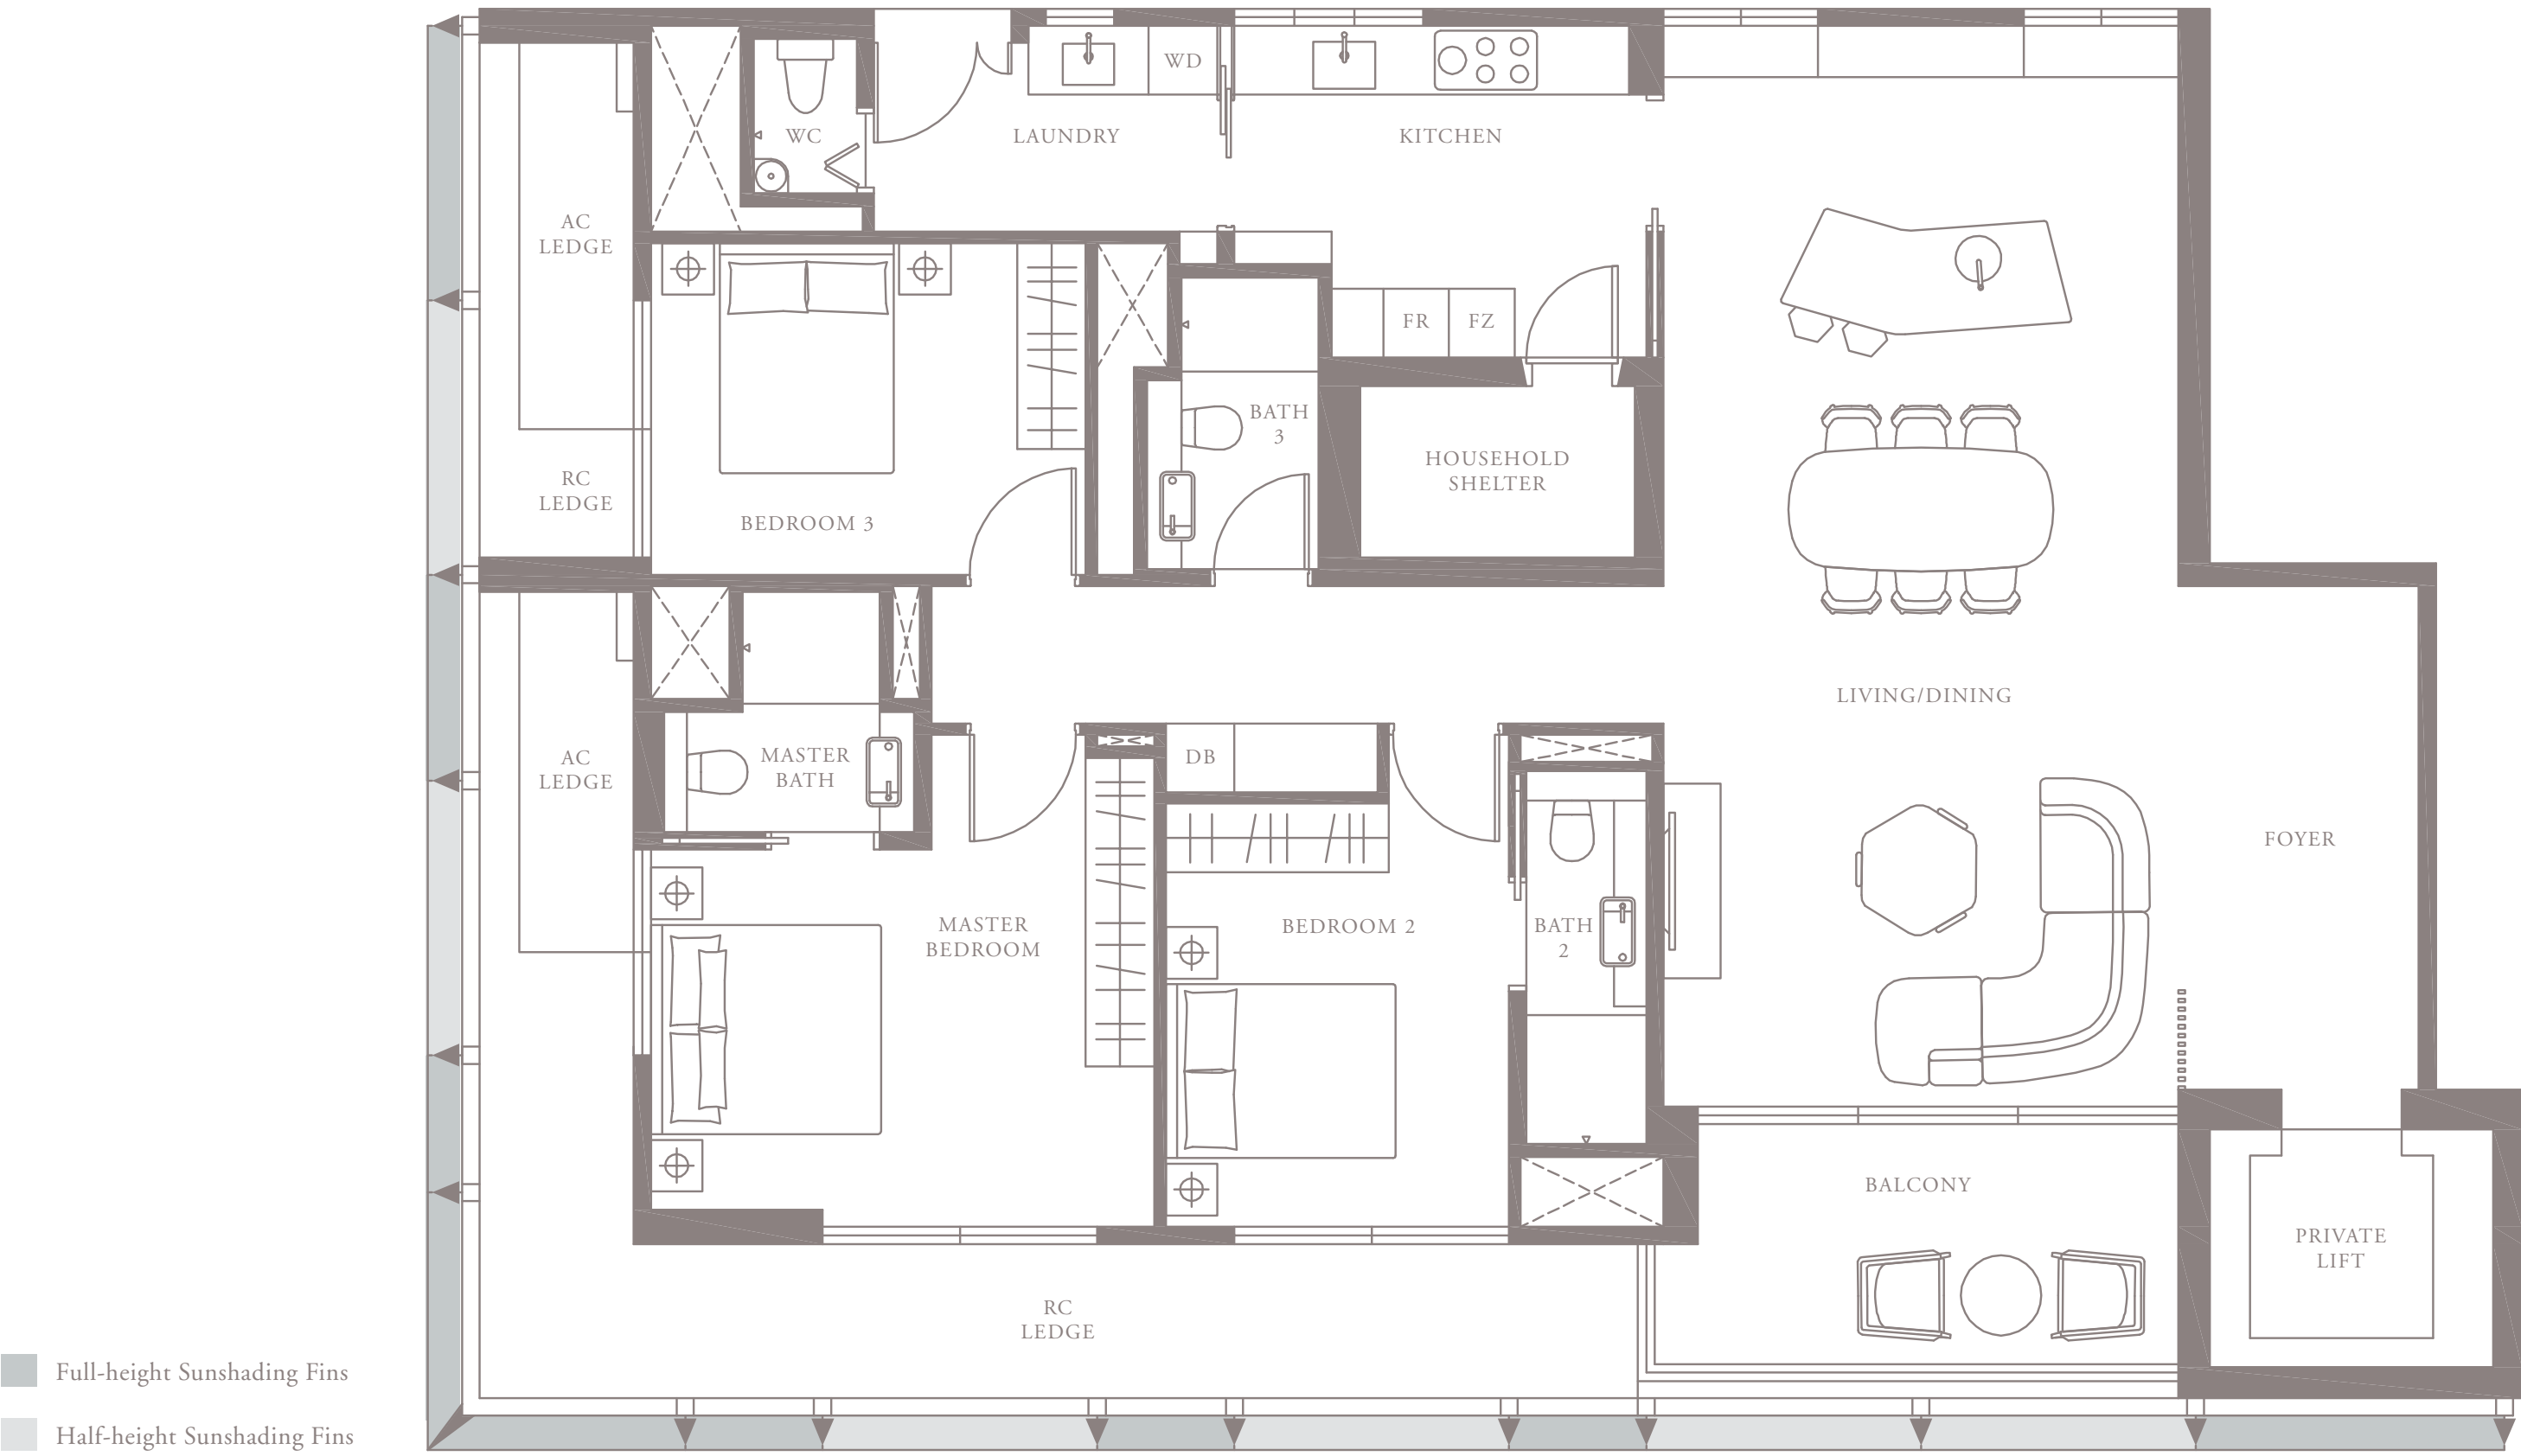 WD
WC
LAUNDRY
KITCHEN
AC
LEDGE
FR
FZ
BATH
3
HOUSEHOLD
SHELTER
RC
LEDGE
BEDROOM 3
LIVING/DINING
AC
LEDGE
MASTER
BATH
DB
FOYER
MASTER
BEDROOM
BEDROOM 2
BATH
2
BALCONY
PRIVATE
LIFT
RC
LEDGE
Full-height Sunshading Fins
Half-height Sunshading Fins